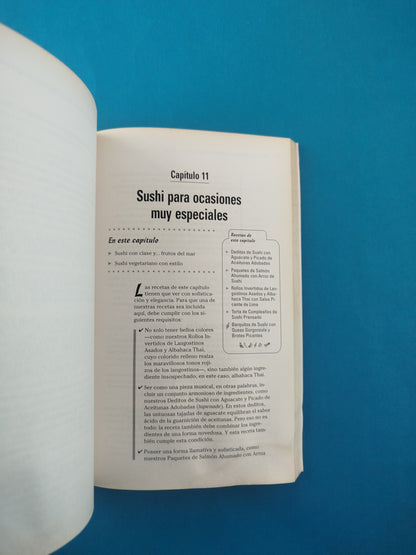 Capítulo 11
Sushi para ocasiones
muy especiales
En este capítulo
Sushi con clase y... frutos del mar
Sushi vegetariano con estilo
Recetas de
este capítulo
Deditos de Sushi con
Aguacate y Picado de
Aceitunas Adobadas
Paquetes de Salmón
Ahumado con Arroz de
Sushi
Rollos Invertidos de Lan-
gostinos Asados y Alba-
haca Thai con Salsa Pi-
cante de Lima
Torta de Cumpleaños de
Sushi Prensado
Barquitos de Sushi con
Queso Gorgonzola y
Brotes Picantes
Las recetas de este capítulo
tienen que ver con sofistica-
ción y elegancia. Para que una de
nuestras recetas sea incluida
aquí, debe cumplir con los si-
guientes requisitos:
No solo tener bellos colores
—como nuestros Rollos In-
vertidos de Langostinos
Asados y Albahaca Thai,
cuyo colorido relleno realza
los maravillosos tonos roji-
zos de los langostinos—, sino también algún otro ingre-
diente insospechado, en este caso, albahaca Thai.
Ser como una pieza musical, en otras palabras, in-
cluir un conjunto armonioso de ingredientes, como
nuestros Deditos de Sushi con Aguacate y Picado de
Aceitunas Adobadas (tapenade). En estos deditos,
las untuosas tajadas de aguacate equilibran el sabor
ácido de la guarnición de aceitunas. Pero eso no es
todo: la receta también debe combinar los ingre-
dientes de una forma novedosa. Y esta receta tam-
bién cumple esta condición.
Poseer una forma llamativa y sofisticada, como
nuestros Paquetes de Salmón Ahumado con Arroz